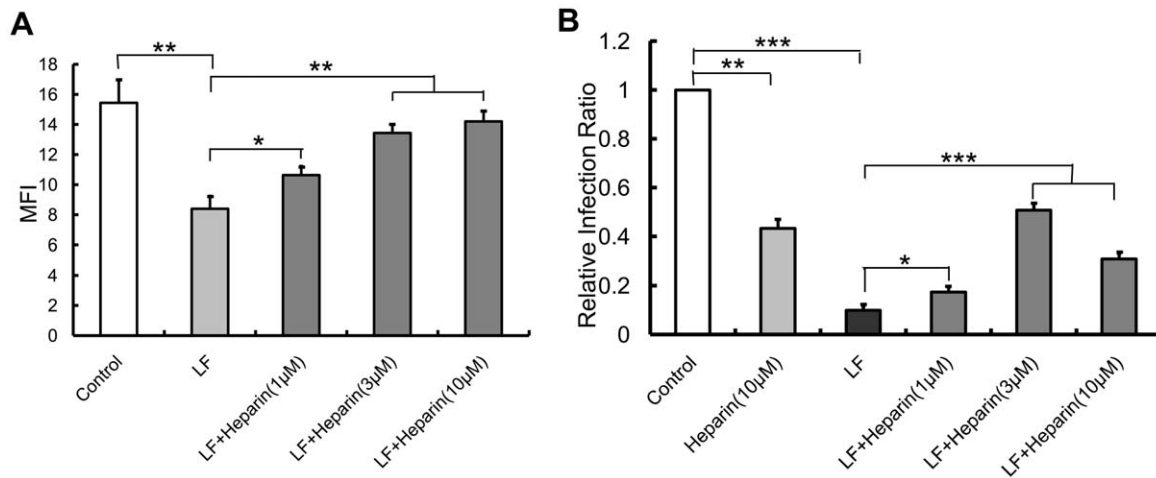 A
MFI
18
16
14
12
10
8
6
4
2
0
**
**
*
Control
LF
LF+Heparin(1μM)
LF+Heparin(3μM)
LF+Heparin(10μM)
B
Relative Infection Ratio
1.2
1
0.8
0.6
0.4
0.2
0
***
**
***
*
Control
Heparin(10μM)
LF
LF+Heparin(1μM)
LF+Heparin(3μM)
LF+Heparin(10μM)